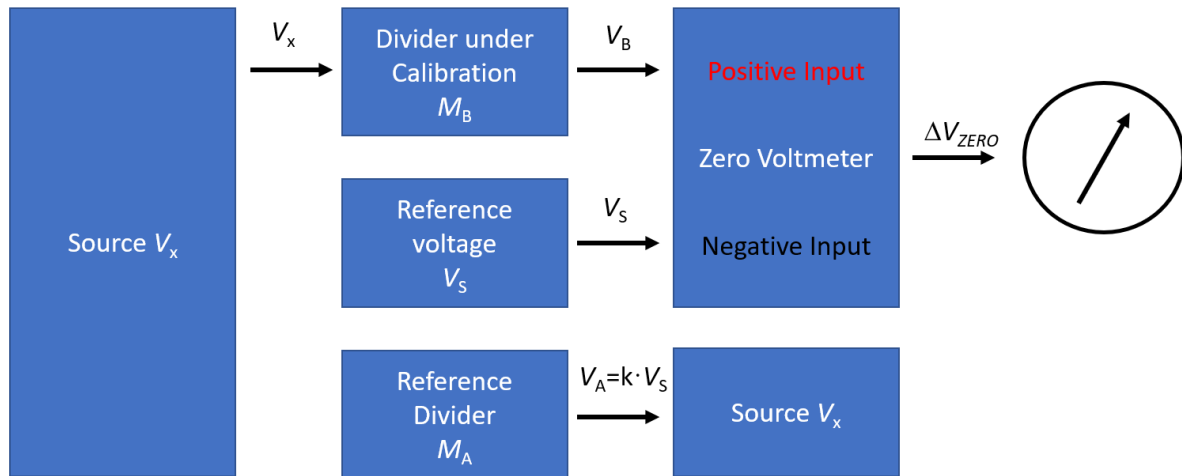 Source Vx
Vx
Divider under
Calibration
MB
VB
Positive Input
Zero Voltmeter
Negative Input
ΔVZERO
Reference
voltage
VS
VS
Reference
Divider
MA
VA=k·VS
Source Vx